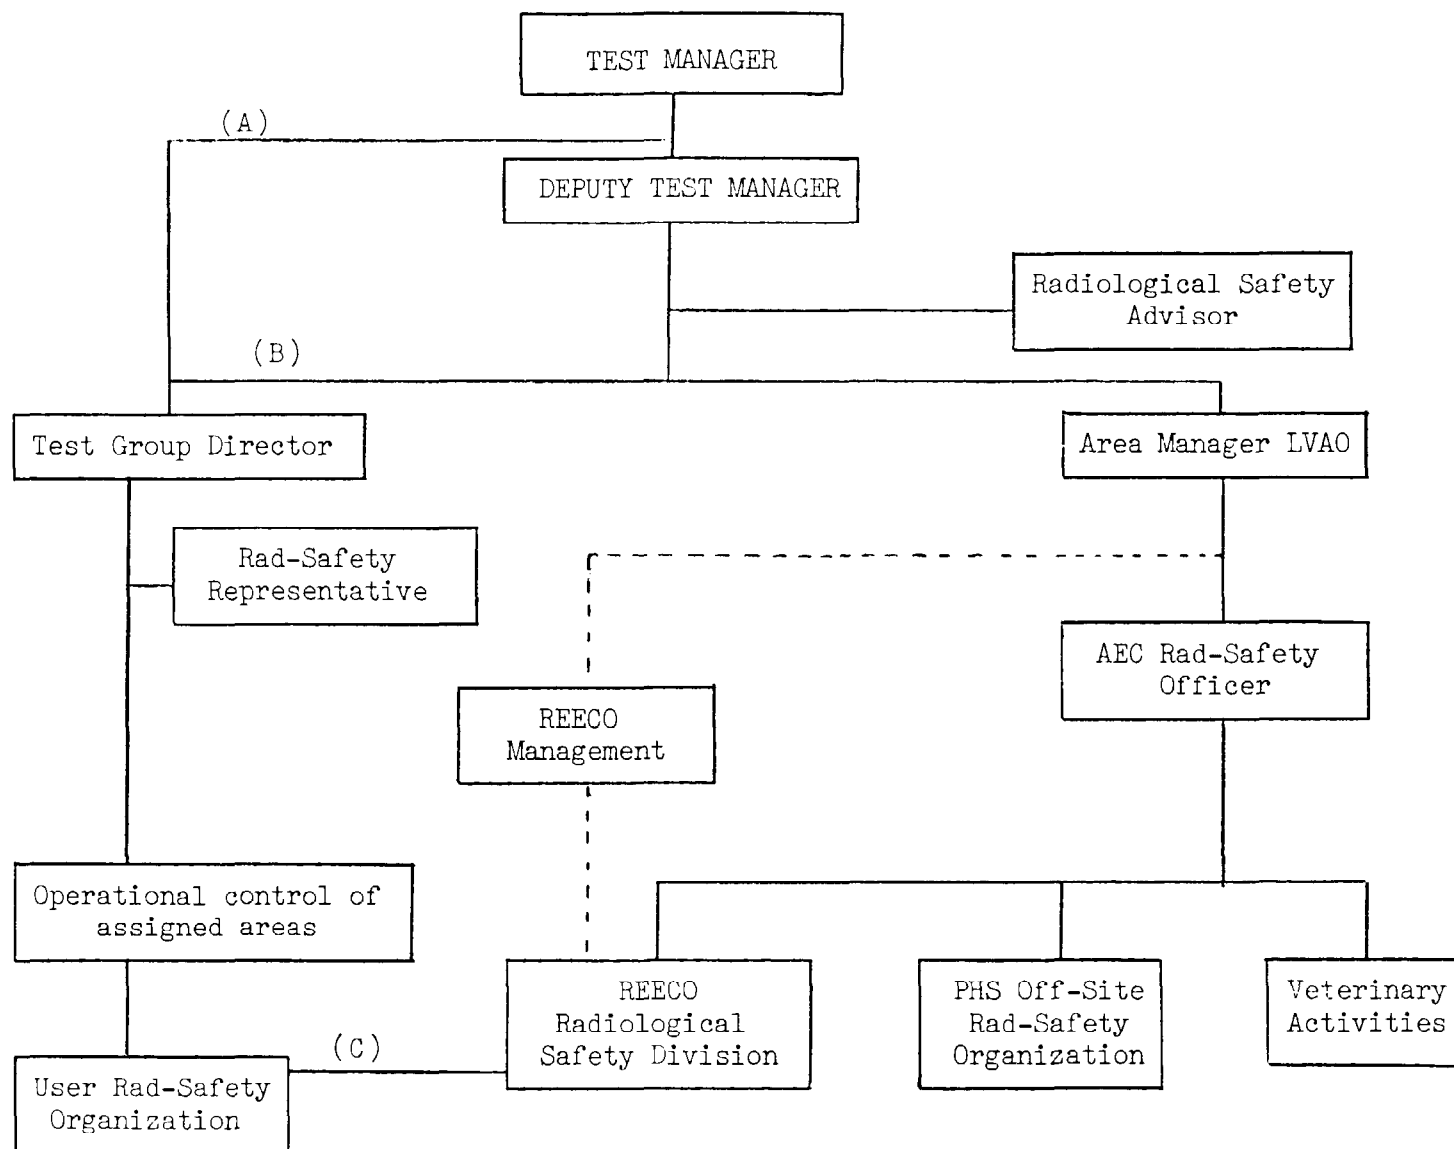 TEST MANAGER
(A)
DEPUTY TEST MANAGER
Radiological Safety
Advisor
(B)
Test Group Director
Area Manager LVAO
Rad-Safety
Representative
AEC Rad-Safety
Officer
REECO
Management
Operational control of
assigned areas
REECO
Radiological
Safety Division
PHS Off-Site
Rad-Safety
Organization
Veterinary
Activities
(C)
User Rad-Safety
Organization